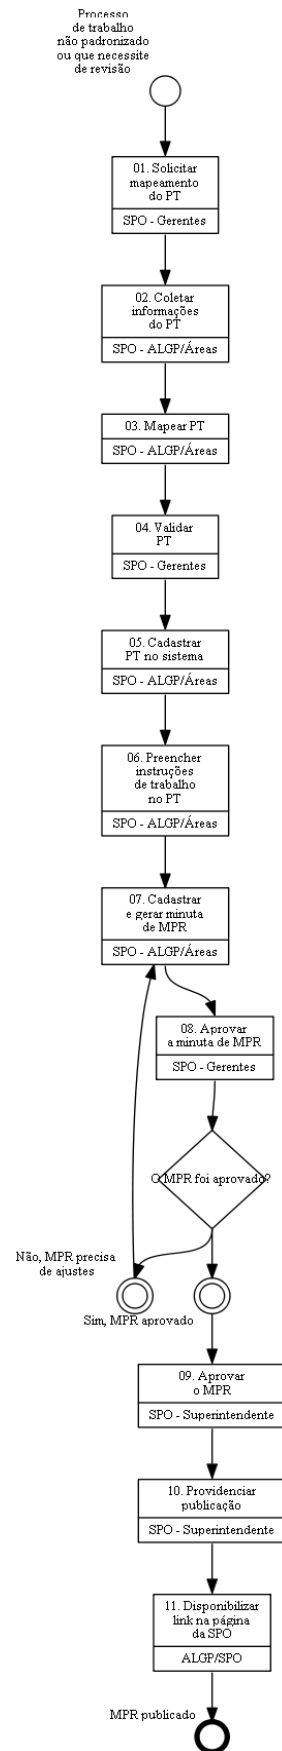 Processo
de trabalho
não padronizado
ou que necessite
de revisão
01. Solicitar
mapeamento
do PT
SPO - Gerentes
02. Coletar
informações
do PT
SPO - ALGP/Áreas
03. Mapear PT
SPO - ALGP/Áreas
04. Validar
PT
SPO - Gerentes
05. Cadastrar
PT no sistema
SPO - ALGP/Áreas
06. Preencher
instruções
de trabalho
no PT
SPO - ALGP/Áreas
07. Cadastrar
e gerar minuta
de MPR
SPO - ALGP/Áreas
08. Aprovar
a minuta de MPR
SPO - Gerentes
O MPR foi aprovado?
Não, MPR precisa
de ajustes
Sim, MPR aprovado
09. Aprovar
o MPR
SPO - Superintendente
10. Providenciar
publicação
SPO - Superintendente
11. Disponibilizar
link na página
da SPO
ALGP/SPO
MPR publicado